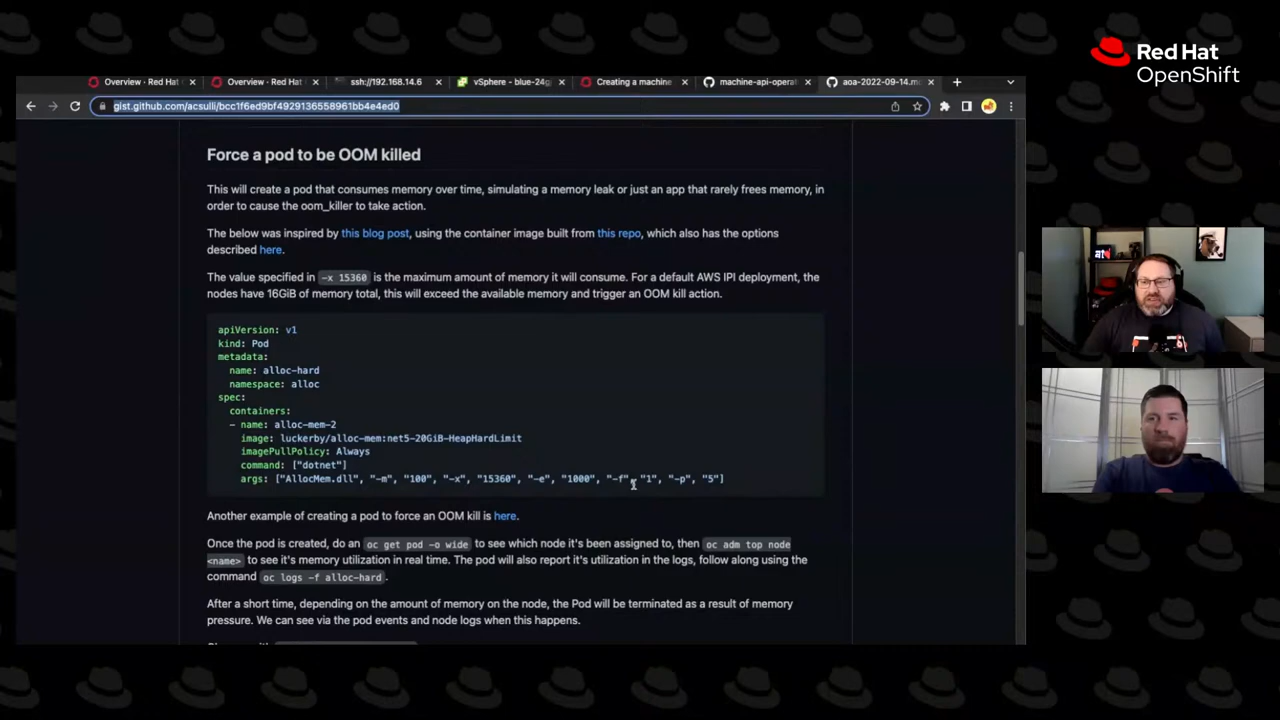 Red Hat
OpenShift
Overview · Red Hat
Overview · Red Hat
ssh://192.168.14.6
vSphere - blue-24g
Creating a machine
machine-api-operat
aoa-2022-09-14.m
gist.github.com/acsulli/bcc1f6ed9bf4929136558961bb4e4ed0
Force a pod to be OOM killed
This will create a pod that consumes memory over time, simulating a memory leak or just an app that rarely frees memory, in
order to cause the oom_killer to take action.
The below was inspired by this blog post, using the container image built from this repo, which also has the options
described here.
The value specified in -x 15360 is the maximum amount of memory it will consume. For a default AWS IPI deployment, the
nodes have 16GiB of memory total, this will exceed the available memory and trigger an OOM kill action.
apiVersion: v1
kind: Pod
metadata:
name: alloc-hard
namespace: alloc
spec:
containers:
- name: alloc-mem-2
image: luckerby/alloc-mem:net5-20GiB-HeapHardLimit
imagePullPolicy: Always
command: ["dotnet"]
args: ["AllocMem.dll", "-m", "100", "-x", "15360", "-e", "1000", "-f", "1", "-p", "5"]
Another example of creating a pod to force an OOM kill is here.
Once the pod is created, do an oc get pod -o wide to see which node it's been assigned to, then oc adm top node
<name> to see it's memory utilization in real time. The pod will also report it's utilization in the logs, follow along using the
command oc logs -f alloc-hard.
After a short time, depending on the amount of memory on the node, the Pod will be terminated as a result of memory
pressure. We can see via the pod events and node logs when this happens.